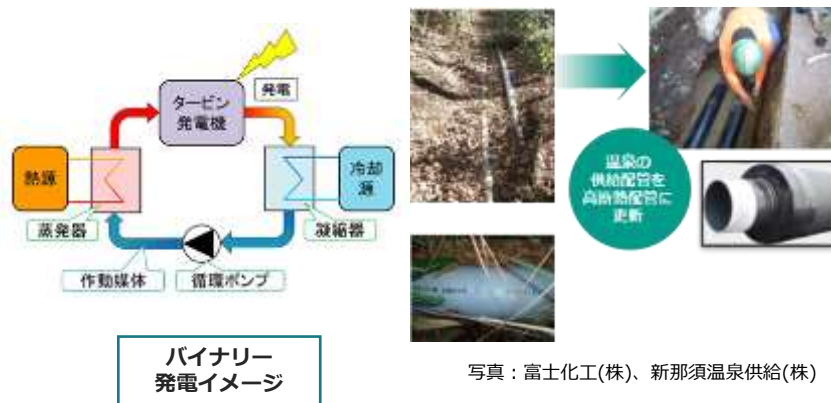 タービン
発電機
発電
熱源
冷却
源
蒸発器
凝縮器
作動媒体
循環ポンプ
バイナリー
発電イメージ
温泉の
供給配管を
高断熱配管に
更新
写真：富士化工(株)、新那須温泉供給(株)